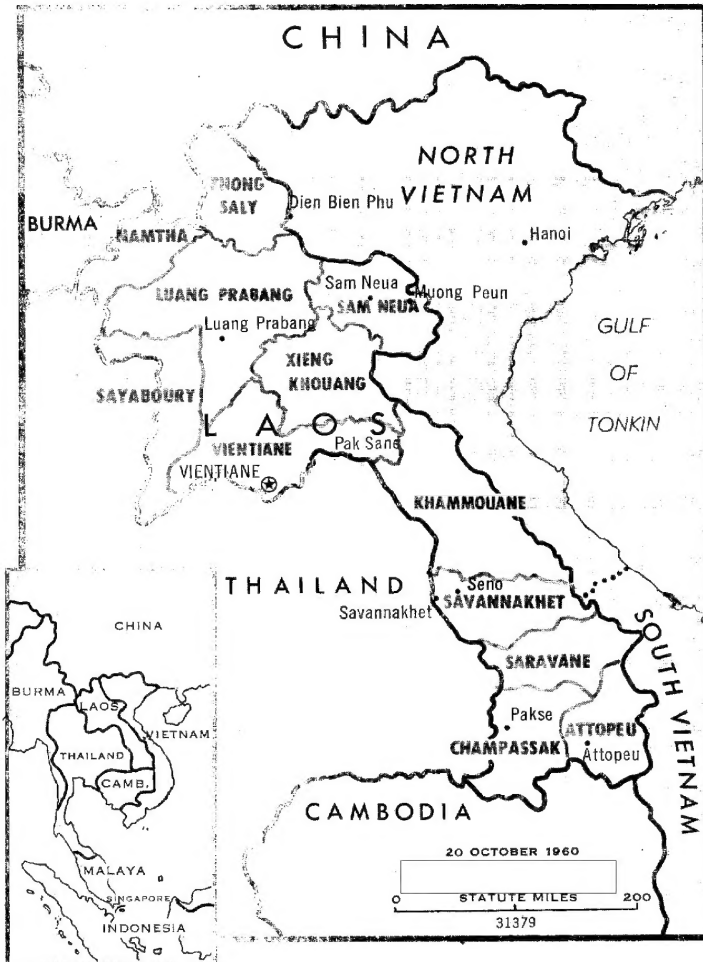 CHINA
NORTH
VIETNAM
PHONG
SALY
Dien Bien Phu
BURMA
NAMTHA
Hanoi
LUANG PRABANG
Sam Neua
SAM NEUA
Muong Peun
Luang Prabang
XIENG
KHOUANG
GULF
OF
TONKIN
SAYABOURY
LAOS
VIENTIANE
Pak Sane
VIENTIANE
KHAMMOUANE
THAILAND
Seno
SAVANNAKHET
Savannakhet
SOUTH VIETNAM
SARAVANE
Pakse
ATTOPEU
CHAMPASSAK
Attopeu
CAMBODIA
20 OCTOBER 1960
STATUTE MILES
0 200
31379
CHINA
BURMA
LAOS
VIETNAM
THAILAND
CAMB.
MALAYA
SINGAPORE
INDONESIA